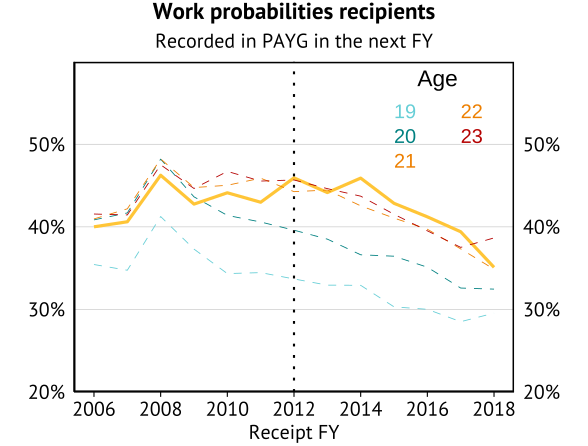 Work probabilities recipients
Recorded in PAYG in the next FY
Age
19 22
20 23
21
50% 50%
40% 40%
30% 30%
20% 20%
2006 2008 2010 2012 2014 2016 2018
Receipt FY